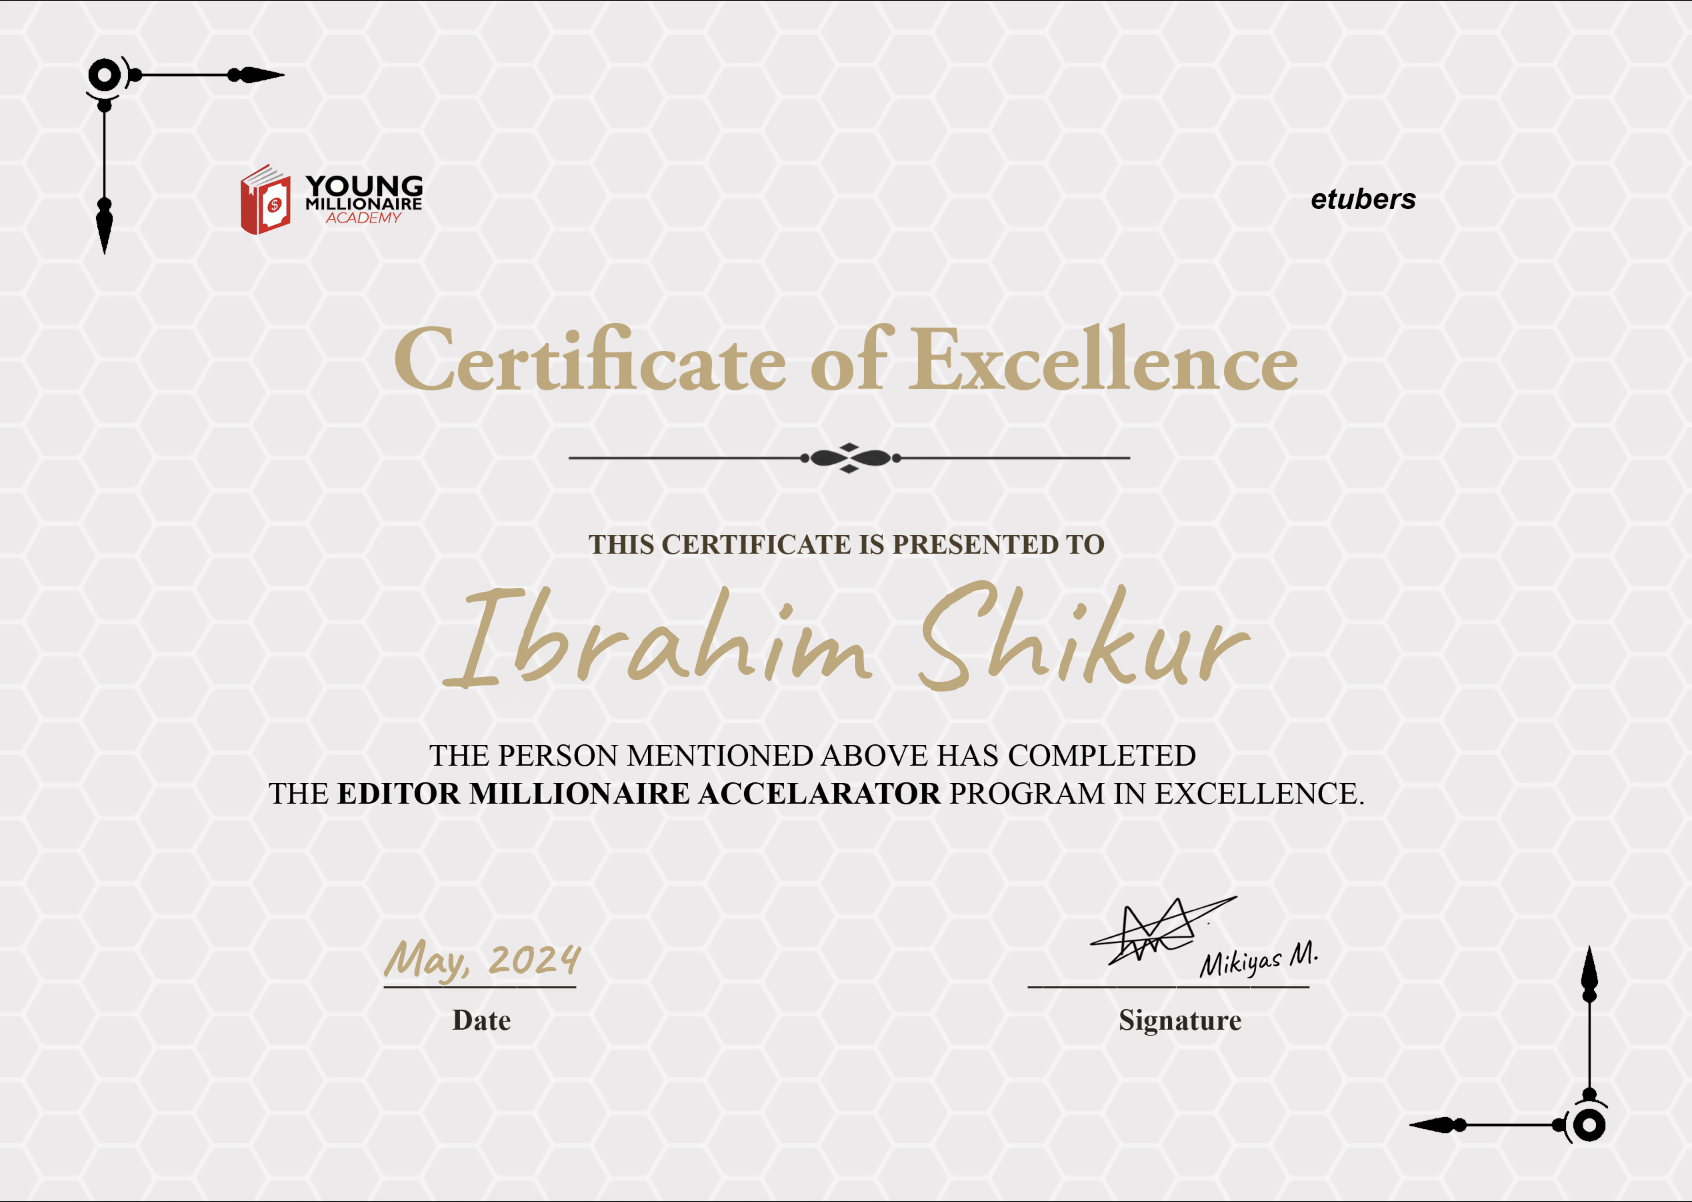 YOUNG
MILLIONAIRE
ACADEMY
$
etubers
Certificate of Excellence
THIS CERTIFICATE IS PRESENTED TO
Ibrahim Shikur
THE PERSON MENTIONED ABOVE HAS COMPLETED
THE EDITOR MILLIONAIRE ACCELARATOR PROGRAM IN EXCELLENCE.
May, 2024
Mikiyas M.
Date
Signature